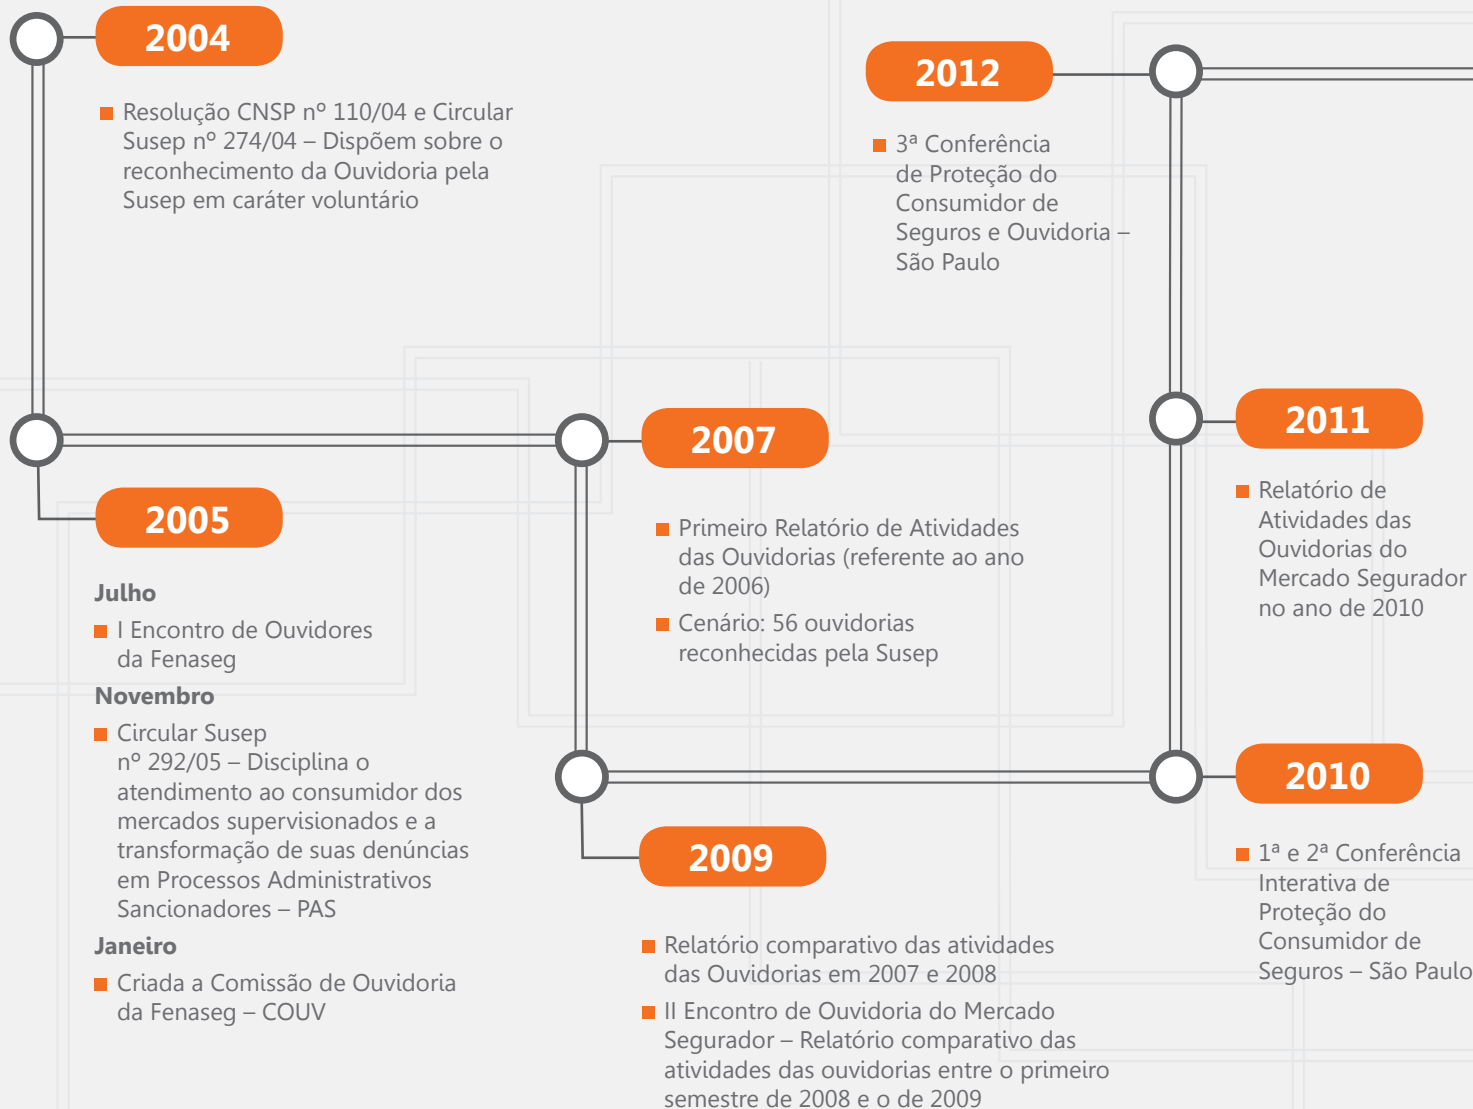 2004
Resolução CNSP nº 110/04 e Circular
Susep nº 274/04 – Dispõem sobre o
reconhecimento da Ouvidoria pela
Susep em caráter voluntário
2005
Julho
I Encontro de Ouvidores
da Fenaseg
Novembro
Circular Susep
nº 292/05 – Disciplina o
atendimento ao consumidor dos
mercados supervisionados e a
transformação de suas denúncias
em Processos Administrativos
Sancionadores – PAS
Janeiro
Criada a Comissão de Ouvidoria
da Fenaseg – COUV
2007
Primeiro Relatório de Atividades
das Ouvidorias (referente ao ano
de 2006)
Cenário: 56 ouvidorias
reconhecidas pela Susep
2009
Relatório comparativo das atividades
das Ouvidorias em 2007 e 2008
II Encontro de Ouvidoria do Mercado
Segurador – Relatório comparativo das
atividades das ouvidorias entre o primeiro
semestre de 2008 e o de 2009
2010
1ª e 2ª Conferência
Interativa de
Proteção do
Consumidor de
Seguros – São Paulo
2011
Relatório de
Atividades das
Ouvidorias do
Mercado Segurador
no ano de 2010
2012
3ª Conferência
de Proteção do
Consumidor de
Seguros e Ouvidoria –
São Paulo